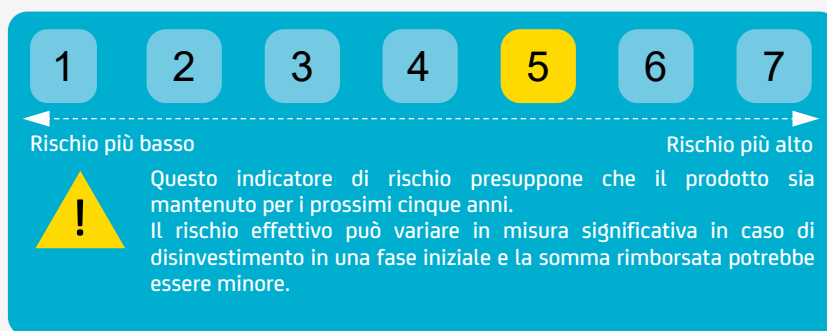 1 2 3 4 5 6 7
Rischio più basso Rischio più alto
!
Questo indicatore di rischio presuppone che il prodotto sia
mantenuto per i prossimi cinque anni.
Il rischio effettivo può variare in misura significativa in caso di
disinvestimento in una fase iniziale e la somma rimborsata potrebbe
essere minore.